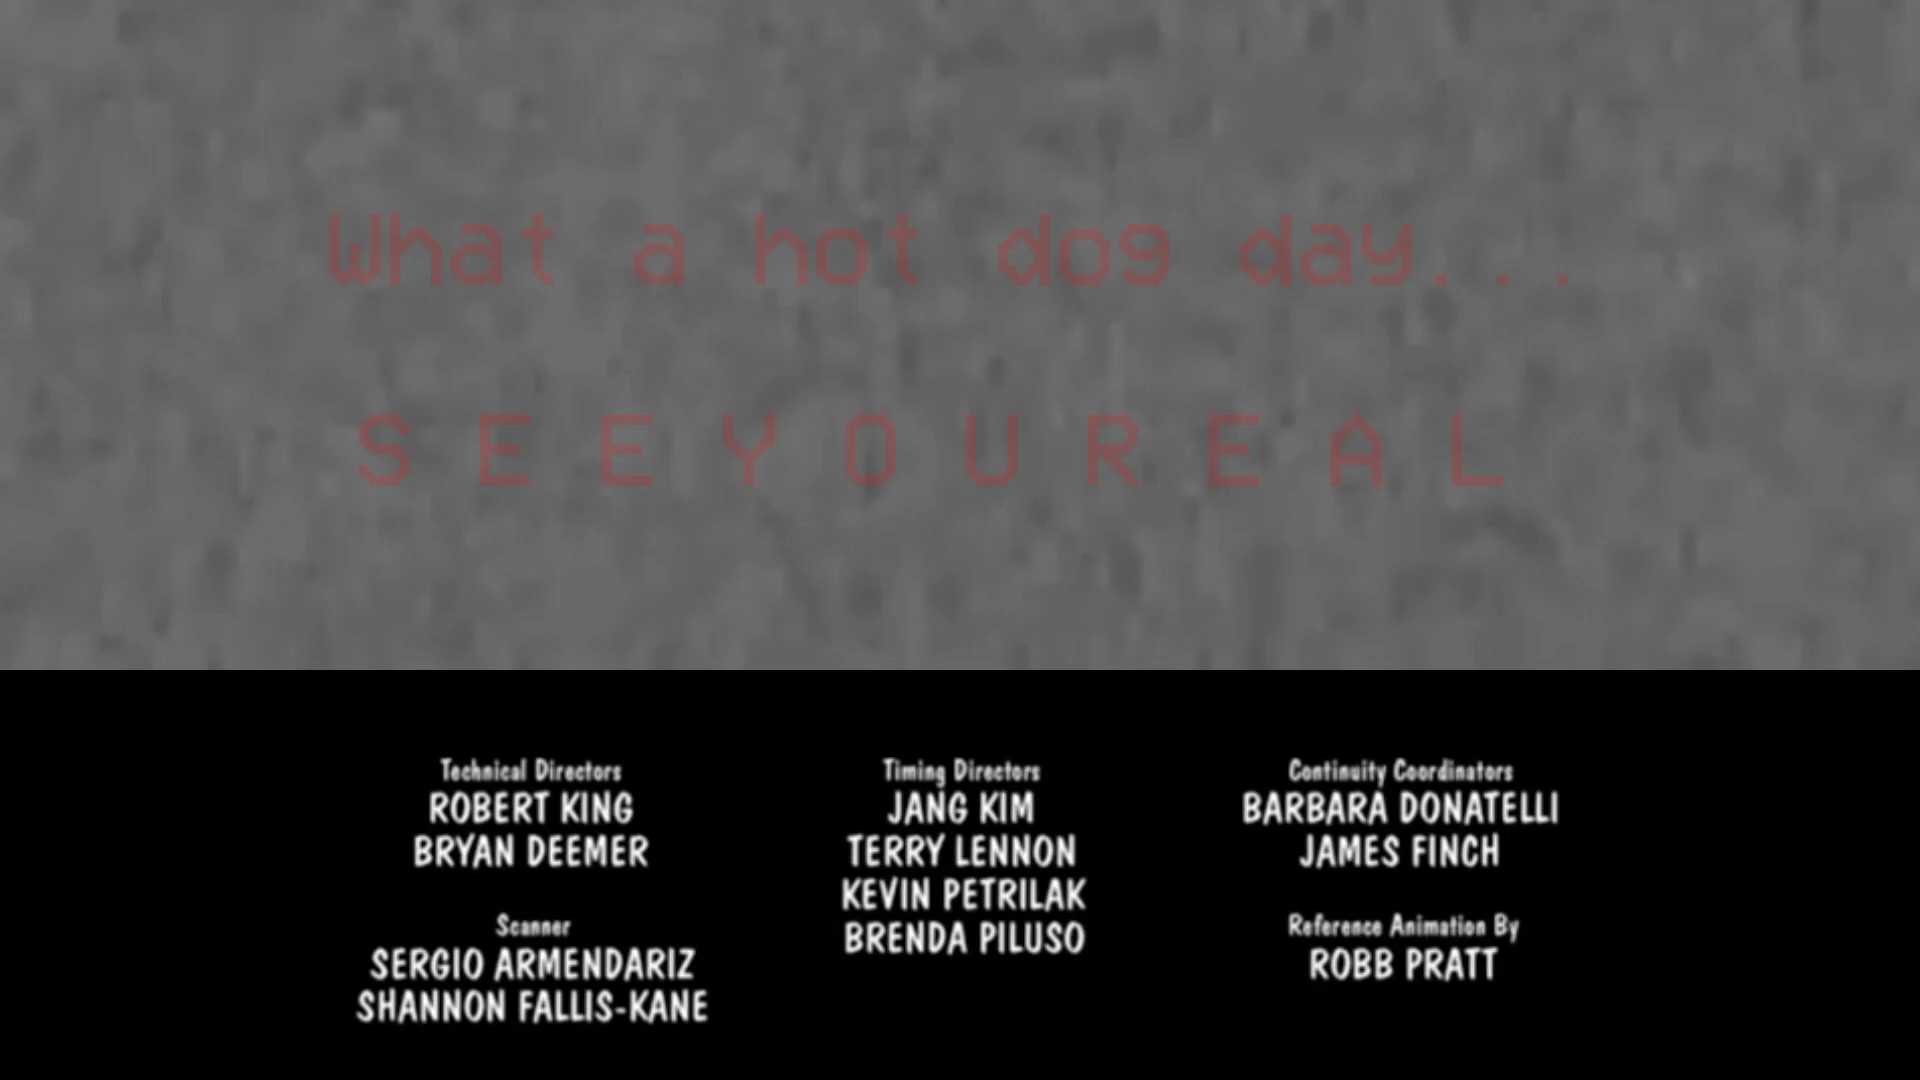 What a hot dog day...
S E E Y O U R E A L
Technical Directors
ROBERT KING
BRYAN DEEMER
Scanner
SERGIO ARMENDARIZ
SHANNON FALLIS-KANE
Timing Directors
JANG KIM
TERRY LENNON
KEVIN PETRILAK
BRENDA PILUSO
Continuity Coordinators
BARBARA DONATELLI
JAMES FINCH
Reference Animation By
ROBB PRATT